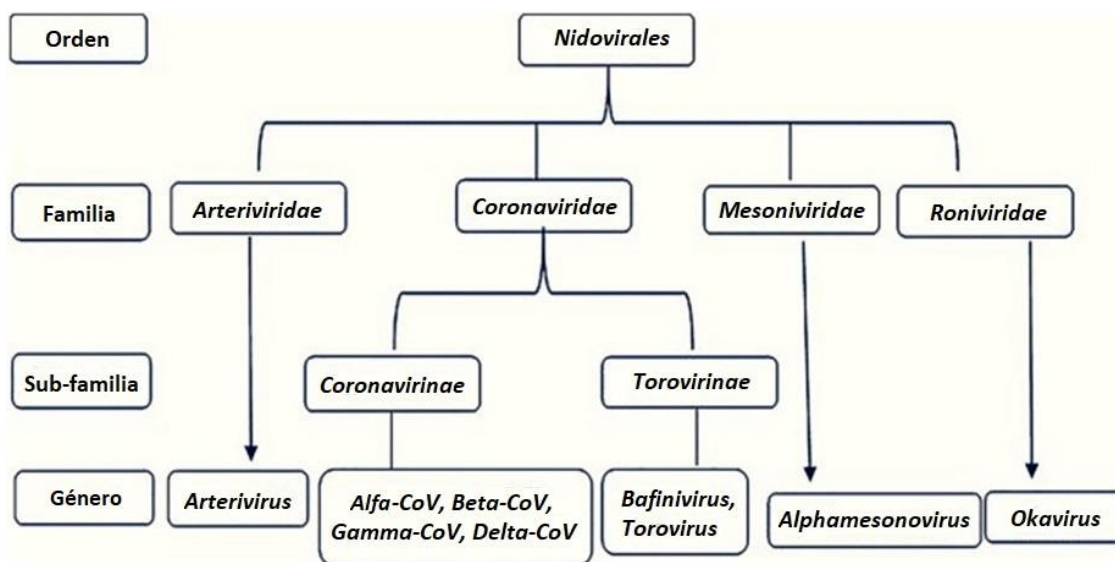 Orden
Nidovirales
Familia
Arteriviridae
Coronaviridae
Mesoniviridae
Roniviridae
Sub-familia
Coronavirinae
Torovirinae
Género
Arterivirus
Alfa-CoV, Beta-CoV,
Gamma-CoV, Delta-CoV
Bafinivirus,
Torovirus
Alphamesonovirus
Okavirus